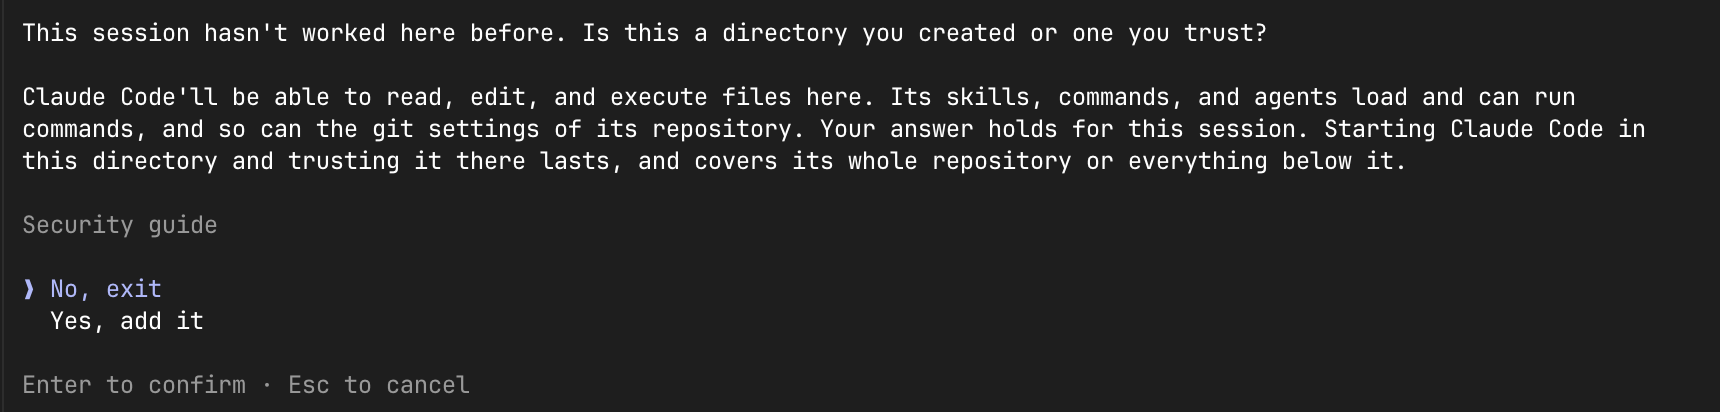 This session hasn't worked here before. Is this a directory you created or one you trust?
Claude Code'll be able to read, edit, and execute files here. Its skills, commands, and agents load and can run
commands, and so can the git settings of its repository. Your answer holds for this session. Starting Claude Code in
this directory and trusting it there lasts, and covers its whole repository or everything below it.
Security guide
❯ No, exit
Yes, add it
Enter to confirm · Esc to cancel